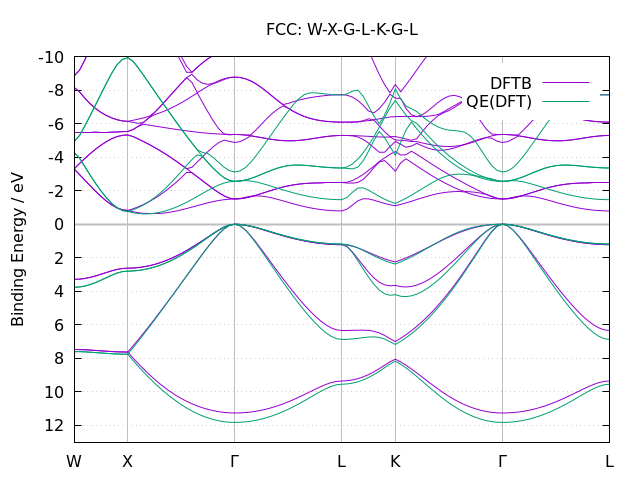 FCC: W-X-G-L-K-G-L
DFTB
QE(DFT)
Binding Energy / eV
-10
-8
-6
-4
-2
0
2
4
6
8
10
12
W X Γ L K Γ L